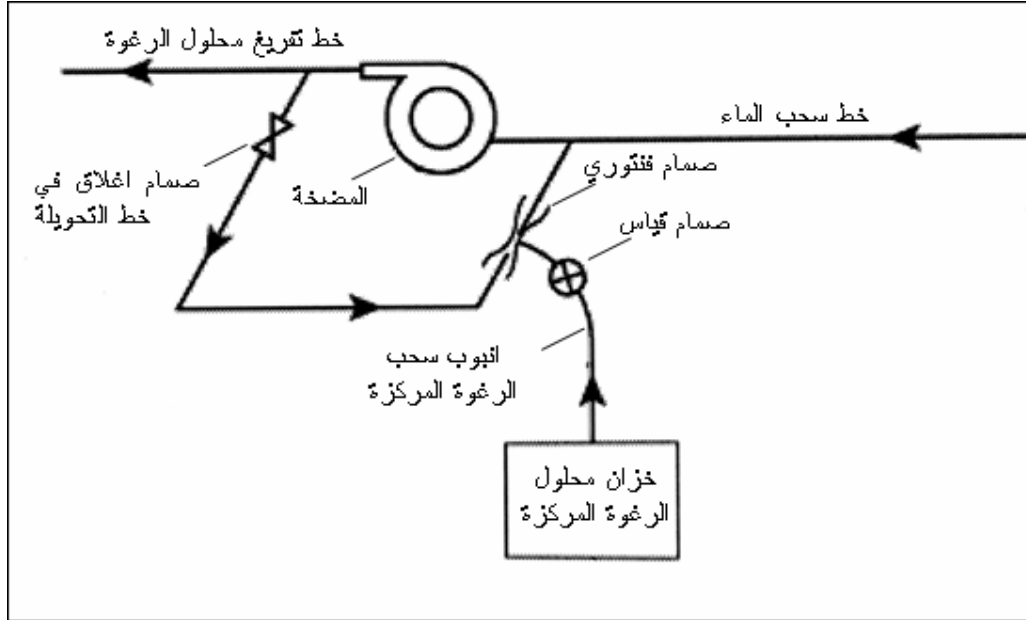 خط تفريغ محلول الرغوة
خط سحب الماء
صمام فنتوري
صمام اغلاق في
خط التحويلة
المضخة
صمام قياس
انبوب سحب
الرغوة المركزة
خزان محلول
الرغوة المركزة